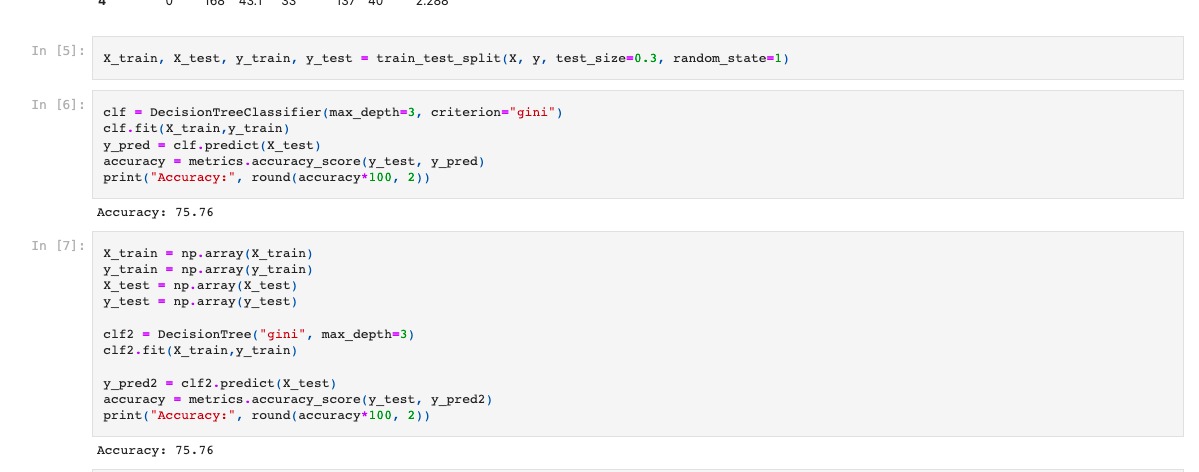 4 0 168 43.1 33 137 40 2.288
In [5]:
X_train, X_test, y_train, y_test = train_test_split(X, y, test_size=0.3, random_state=1)
In [6]:
clf = DecisionTreeClassifier(max_depth=3, criterion="gini")
clf.fit(X_train,y_train)
y_pred = clf.predict(X_test)
accuracy = metrics.accuracy_score(y_test, y_pred)
print("Accuracy:", round(accuracy*100, 2))
Accuracy: 75.76
In [7]:
X_train = np.array(X_train)
y_train = np.array(y_train)
X_test = np.array(X_test)
y_test = np.array(y_test)
clf2 = DecisionTree("gini", max_depth=3)
clf2.fit(X_train,y_train)
y_pred2 = clf2.predict(X_test)
accuracy = metrics.accuracy_score(y_test, y_pred2)
print("Accuracy:", round(accuracy*100, 2))
Accuracy: 75.76